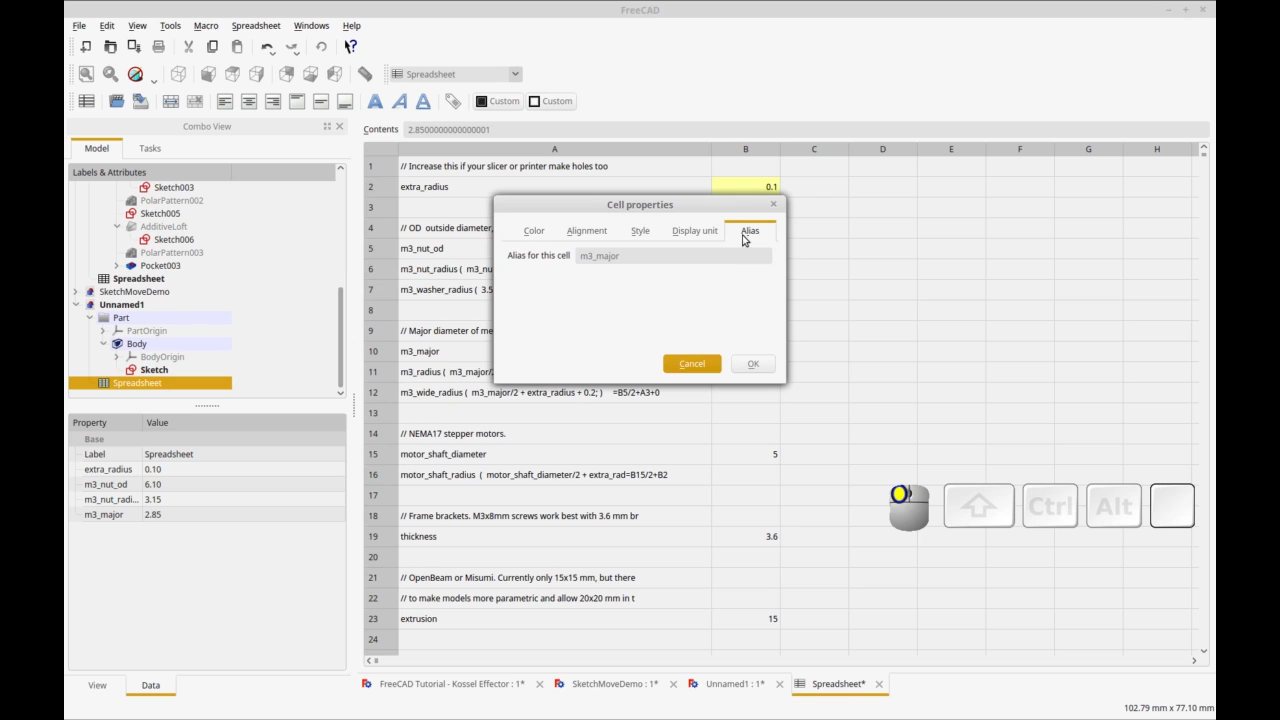 FreeCAD
File Edit View Tools Macro Spreadsheet Windows Help
Spreadsheet
Custom Custom
Combo View
Contents 2.8500000000000001
Model Tasks
Labels & Attributes
Sketch003
PolarPattern002
Sketch005
AdditiveLoft
Sketch006
PolarPattern003
Pocket003
Spreadsheet
SketchMoveDemo
Unnamed1
Part
PartOrigin
Body
BodyOrigin
Sketch
Spreadsheet
Property Value
Base
Label Spreadsheet
extra_radius 0.10
m3_nut_od 6.10
m3_nut_radi... 3.15
m3_major 2.85
View Data
A B C D E F G H
1 // Increase this if your slicer or printer make holes too
2 extra_radius 0.1
3
4 // OD outside diameter,
5 m3_nut_od
6 m3_nut_radius ( m3_nu
7 m3_washer_radius ( 3.5
8
9 // Major diameter of me
10 m3_major
11 m3_radius ( m3_major/
12 m3_wide_radius ( m3_major/2 + extra_radius + 0.2; ) =B5/2+A3+0
13
14 // NEMA17 stepper motors.
15 motor_shaft_diameter 5
16 motor_shaft_radius ( motor_shaft_diameter/2 + extra_rad=B15/2+B2
17
18 // Frame brackets. M3x8mm screws work best with 3.6 mm br
19 thickness 3.6
20
21 // OpenBeam or Misumi. Currently only 15x15 mm, but there
22 // to make models more parametric and allow 20x20 mm in t
23 extrusion 15
24
Cell properties
Color Alignment Style Display unit Alias
Alias for this cell m3_major
Cancel OK
Ctrl Alt
FreeCAD Tutorial - Kossel Effector : 1* SketchMoveDemo : 1* Unnamed1 : 1* Spreadsheet*
102.79 mm x 77.10 mm